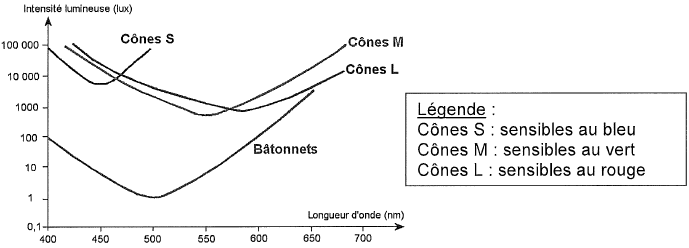 Intensité lumineuse (lux)
100 000
10 000
1000
100
10
1
0,1
Cônes S
Cônes M
Cônes L
Bâtonnets
Longueur d'onde (nm)
400 450 500 550 600 650 700
Légende :
Cônes S : sensibles au bleu
Cônes M : sensibles au vert
Cônes L : sensibles au rouge